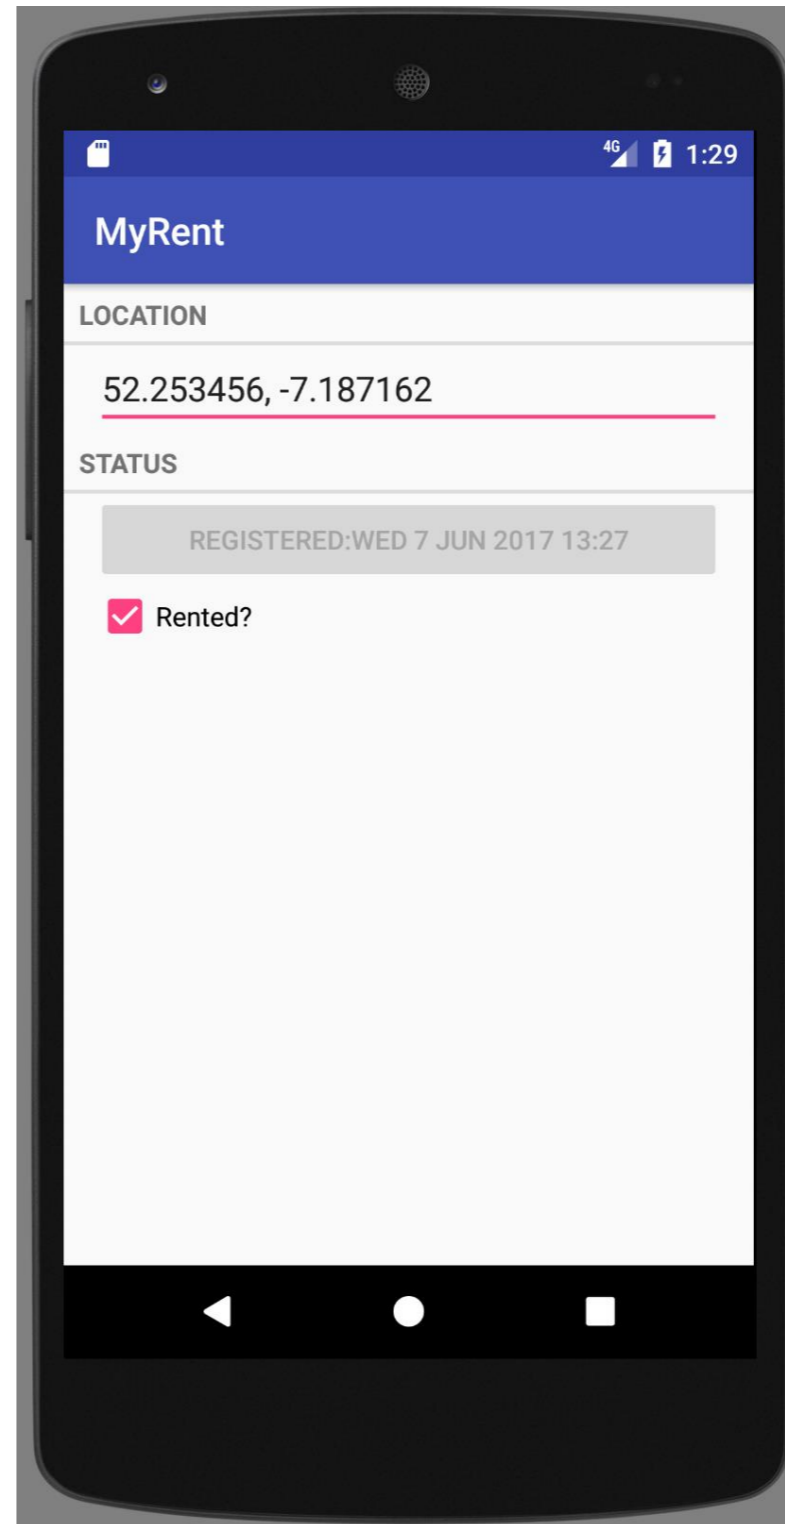 4G 1:29
MyRent
LOCATION
52.253456, -7.187162
STATUS
REGISTERED:WED 7 JUN 2017 13:27
Rented?